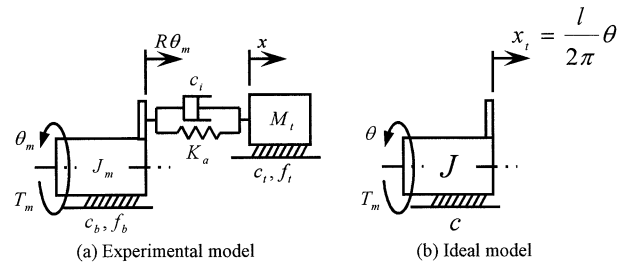 Rθ_m
x
x_t = l/2π θ
c_i
M_t
K_a
θ_m
J_m
T_m
c_t, f_t
c_b, f_b
θ
J
T_m
c
(a) Experimental model
(b) Ideal model